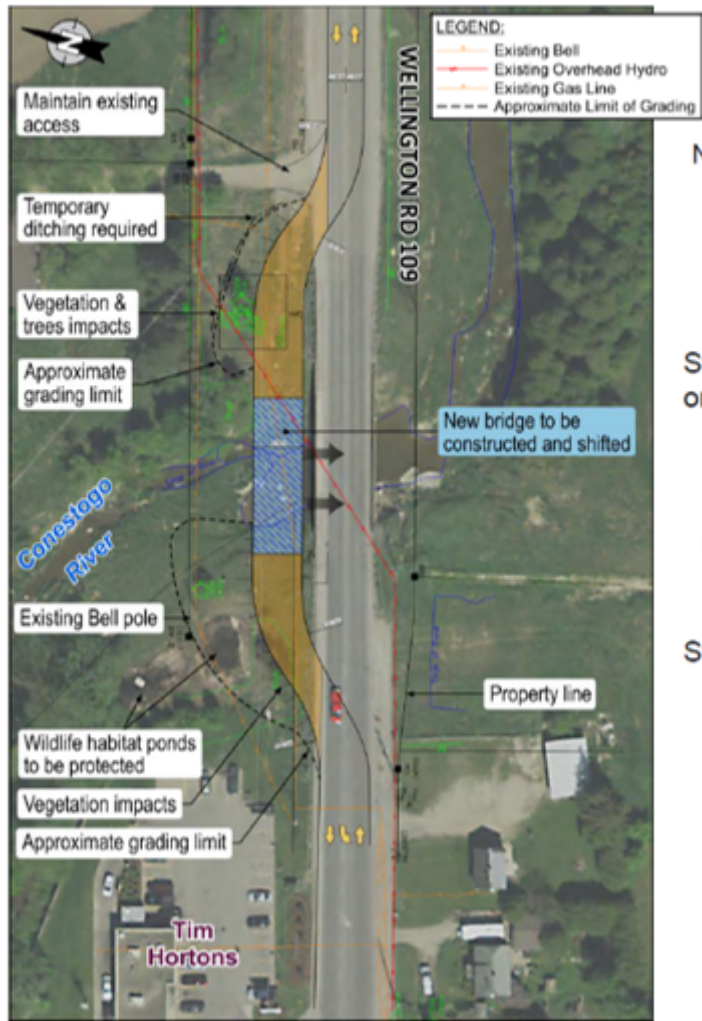 N
LEGEND:
Existing Bell
Existing Overhead Hydro
Existing Gas Line
Approximate Limit of Grading
WELLINGTON RD 109
Maintain existing
access
N
Temporary
ditching required
Vegetation &
trees impacts
Approximate
grading limit
S
or
New bridge to be
constructed and shifted
Conestogo
River
Existing Bell pole
S
Property line
Wildlife habitat ponds
to be protected
Vegetation impacts
Approximate grading limit
Tim
Hortons